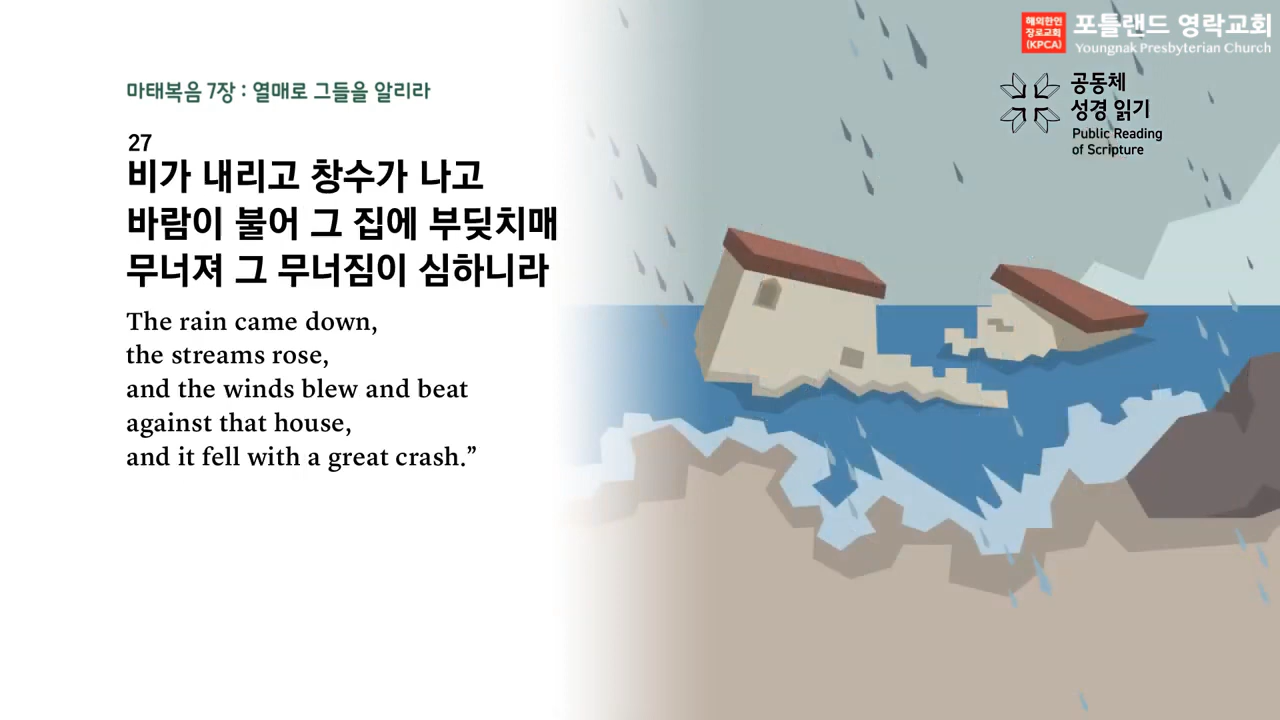 해외한인
장로교회
(KPCA)
포틀랜드 영락교회
Youngnak Presbyterian Church
공동체
성경 읽기
Public Reading
of Scripture
마태복음 7장 : 열매로 그들을 알리라
27
비가 내리고 창수가 나고
바람이 불어 그 집에 부딪치매
무너져 그 무너짐이 심하니라
The rain came down,
the streams rose,
and the winds blew and beat
against that house,
and it fell with a great crash.”